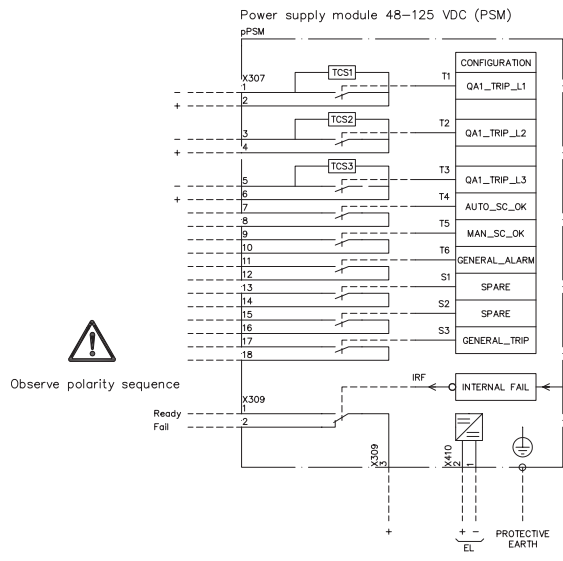 Power supply module 48-125 VDC (PSM)
pPSM
CONFIGURATION
TCS1
T1
X307
QA1_TRIP_L1
- 1
+ 2
TCS2
T2
- 3
QA1_TRIP_L2
+ 4
TCS3
T3
- 5
QA1_TRIP_L3
+ 6
T4
7
AUTO_SC_OK
8
T5
9
MAN_SC_OK
10
T6
11
GENERAL_ALARM
12
S1
13
SPARE
14
S2
15
SPARE
16
S3
17
GENERAL_TRIP
18
Observe polarity sequence
IRF
INTERNAL FAIL
X309
Ready 1
Fail 2
X309
3
X410
2
1
+
+ -
EL
PROTECTIVE
EARTH